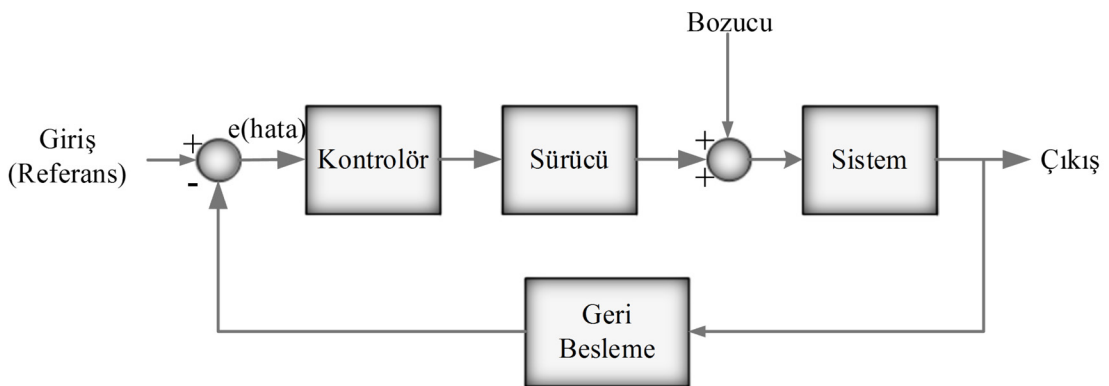 Bozucu
Giriş
(Referans)
+
-
e(hata)
Kontrolör
Sürücü
+
+
Sistem
Çıkış
Geri
Besleme